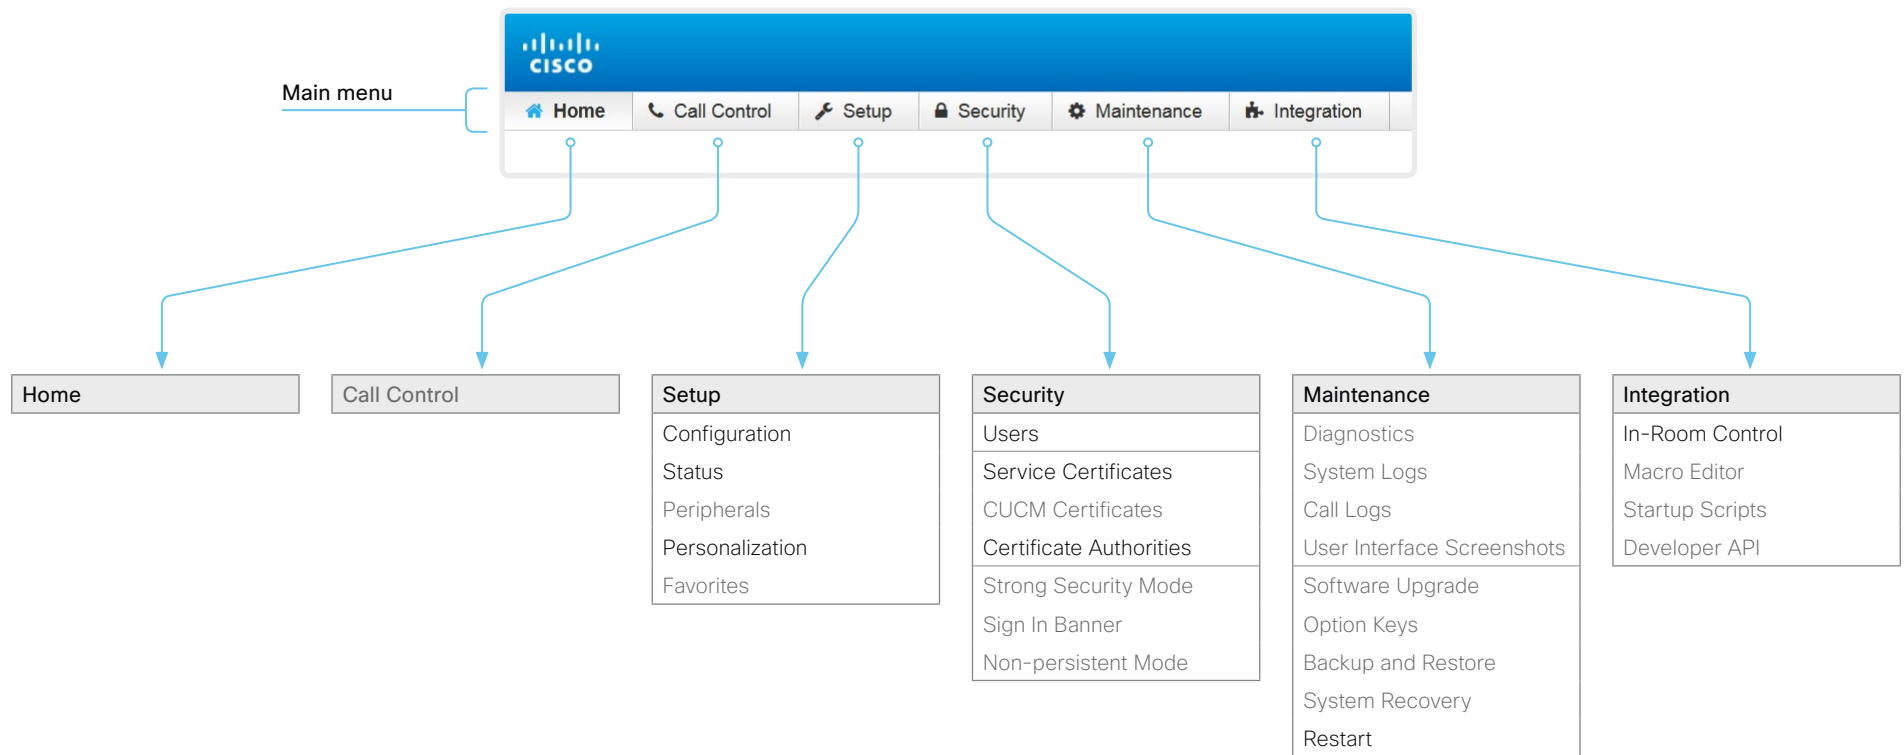 CISCO
Main menu
Home Call Control Setup Security Maintenance Integration
Home
Call Control
Setup
Configuration
Status
Peripherals
Personalization
Favorites
Security
Users
Service Certificates
CUCM Certificates
Certificate Authorities
Strong Security Mode
Sign In Banner
Non-persistent Mode
Maintenance
Diagnostics
System Logs
Call Logs
User Interface Screenshots
Software Upgrade
Option Keys
Backup and Restore
System Recovery
Restart
Integration
In-Room Control
Macro Editor
Startup Scripts
Developer API